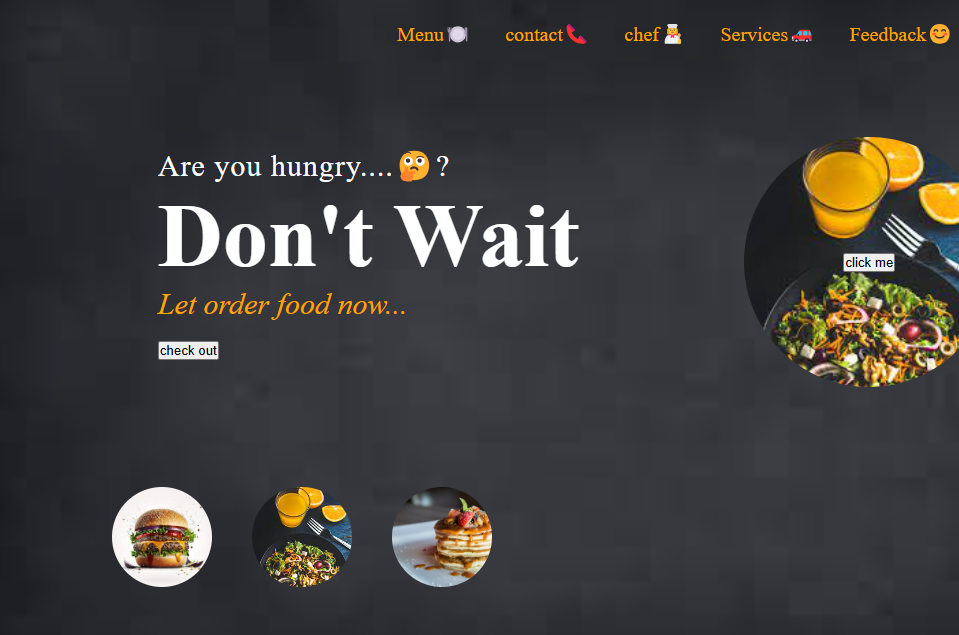 Menu🍽️ contact📞 chef👨‍🍳 Services🚗 Feedback😊
Are you hungry....🤔?
Don't Wait
Let order food now...
click me
check out